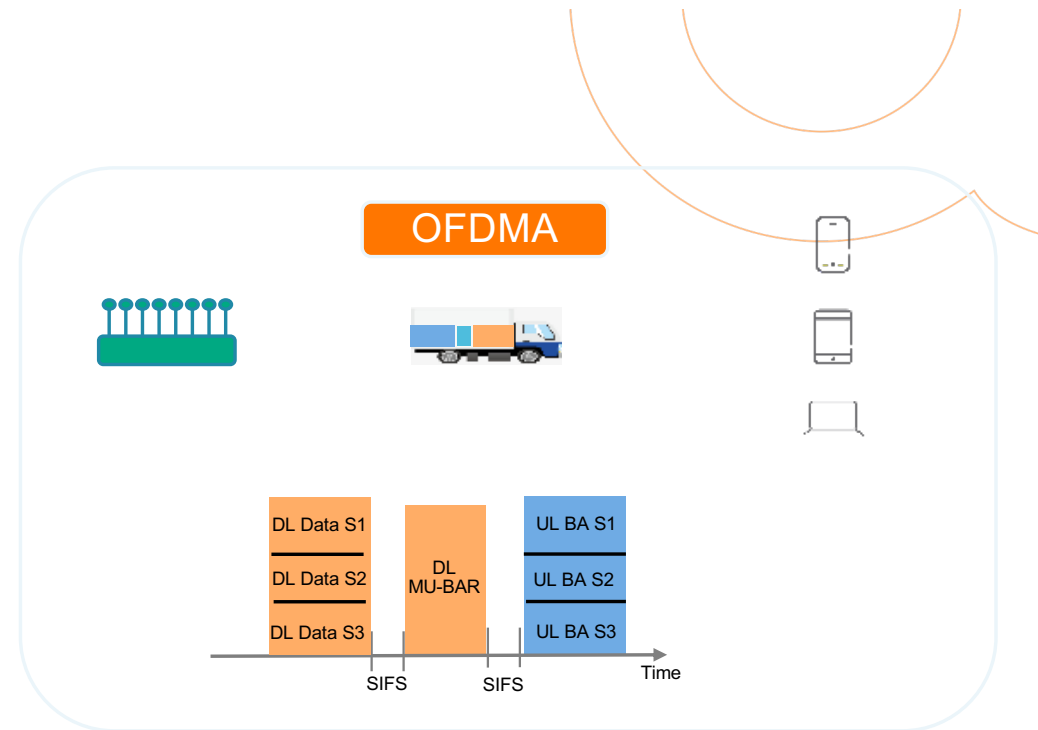 OFDMA
DL Data S1
DL Data S2
DL Data S3
DL
MU-BAR
UL BA S1
UL BA S2
UL BA S3
SIFS
SIFS
Time